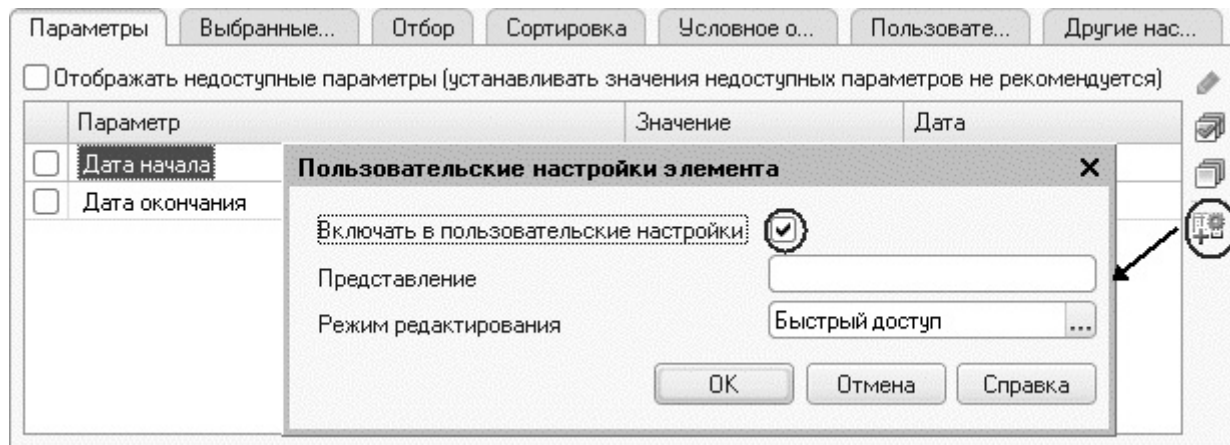 Параметры Выбранные... Отбор Сортировка Условное о... Пользовате... Другие нас...
Отображать недоступные параметры (устанавливать значения недоступных параметров не рекомендуется)
Параметр Значение Дата
Дата начала
Пользовательские настройки элемента
Дата окончания
Включать в пользовательские настройки
Представление
Режим редактирования Быстрый доступ ...
OK Отмена Справка